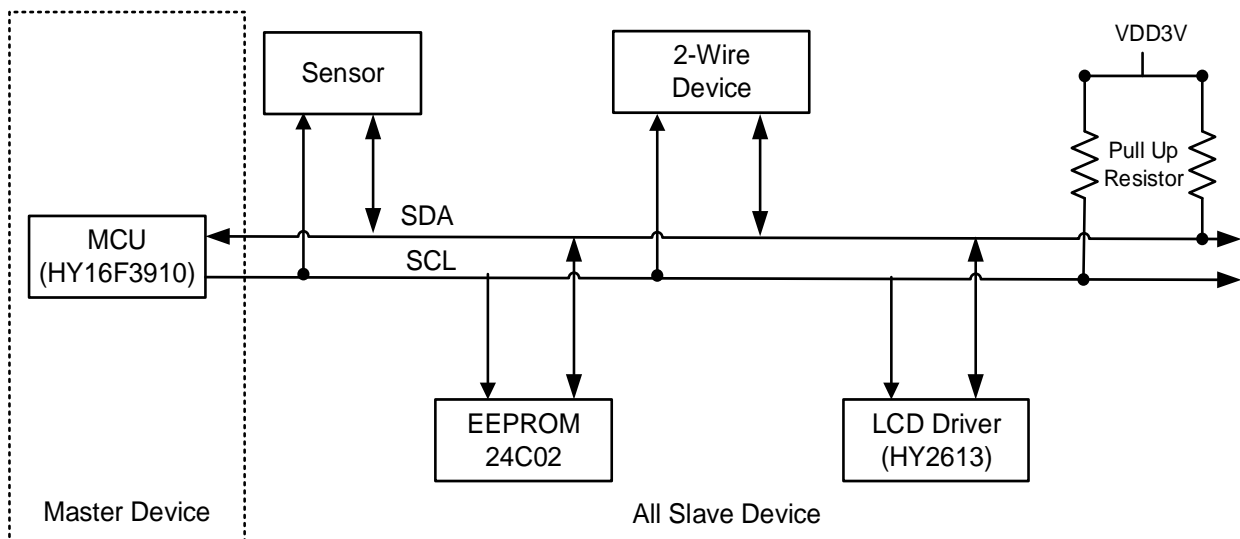 Sensor
2-Wire
Device
VDD3V
Pull Up
Resistor
MCU
(HY16F3910)
SDA
SCL
EEPROM
24C02
LCD Driver
(HY2613)
Master Device
All Slave Device